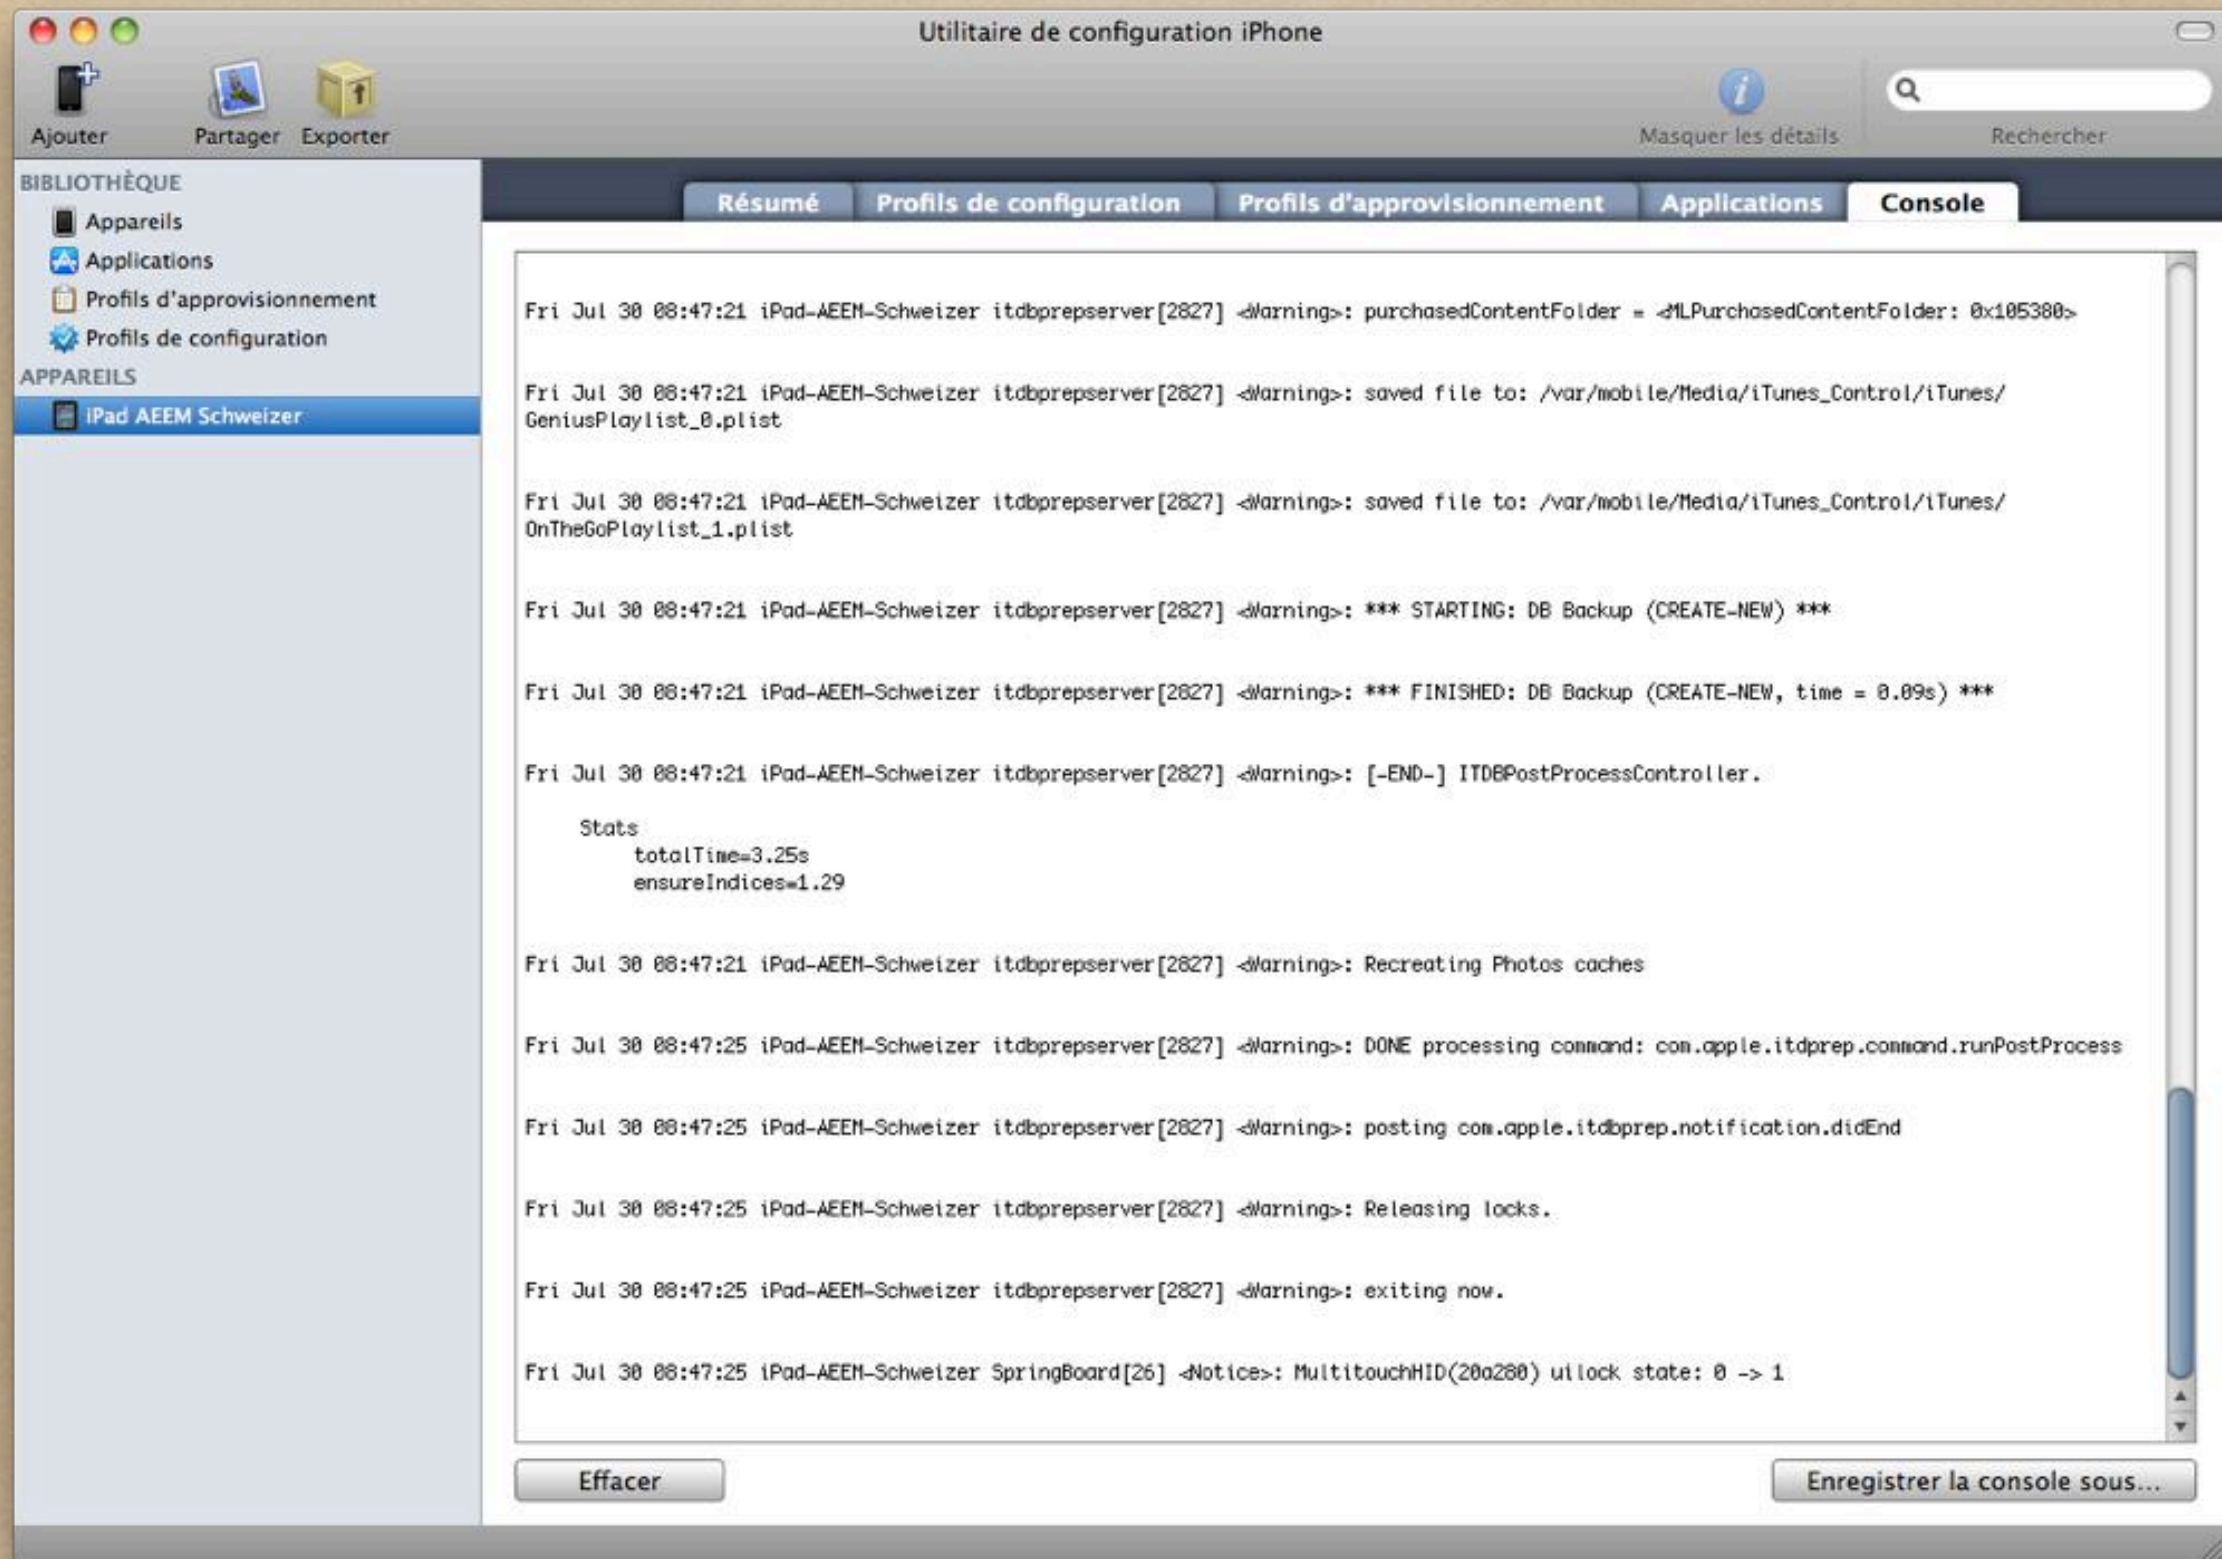 Utilitaire de configuration iPhone
Ajouter
Partager
Exporter
Masquer les détails
Rechercher
BIBLIOTHÈQUE
Appareils
Applications
Profils d'approvisionnement
Profils de configuration
APPAREILS
iPad AEEM Schweizer
Résumé
Profils de configuration
Profils d'approvisionnement
Applications
Console
Fri Jul 30 08:47:21 iPad-AEEM-Schweizer itdbprepserver[2827] <Warning>: purchasedContentFolder = <MLPurchasedContentFolder: 0x105380>
Fri Jul 30 08:47:21 iPad-AEEM-Schweizer itdbprepserver[2827] <Warning>: saved file to: /var/mobile/Media/iTunes_Control/iTunes/
GeniusPlaylist_0.plist
Fri Jul 30 08:47:21 iPad-AEEM-Schweizer itdbprepserver[2827] <Warning>: saved file to: /var/mobile/Media/iTunes_Control/iTunes/
OnTheGoPlaylist_1.plist
Fri Jul 30 08:47:21 iPad-AEEM-Schweizer itdbprepserver[2827] <Warning>: *** STARTING: DB Backup (CREATE-NEW) ***
Fri Jul 30 08:47:21 iPad-AEEM-Schweizer itdbprepserver[2827] <Warning>: *** FINISHED: DB Backup (CREATE-NEW, time = 0.09s) ***
Fri Jul 30 08:47:21 iPad-AEEM-Schweizer itdbprepserver[2827] <Warning>: [-END-] ITDBPostProcessController.
Stats
totalTime=3.25s
ensureIndices=1.29
Fri Jul 30 08:47:21 iPad-AEEM-Schweizer itdbprepserver[2827] <Warning>: Recreating Photos caches
Fri Jul 30 08:47:25 iPad-AEEM-Schweizer itdbprepserver[2827] <Warning>: DONE processing command: com.apple.itdprep.command.runPostProcess
Fri Jul 30 08:47:25 iPad-AEEM-Schweizer itdbprepserver[2827] <Warning>: posting com.apple.itdbprep.notification.didEnd
Fri Jul 30 08:47:25 iPad-AEEM-Schweizer itdbprepserver[2827] <Warning>: Releasing locks.
Fri Jul 30 08:47:25 iPad-AEEM-Schweizer itdbprepserver[2827] <Warning>: exiting now.
Fri Jul 30 08:47:25 iPad-AEEM-Schweizer SpringBoard[26] <Notice>: MultitouchHID(20a280) uilock state: 0 -> 1
Effacer
Enregistrer la console sous...